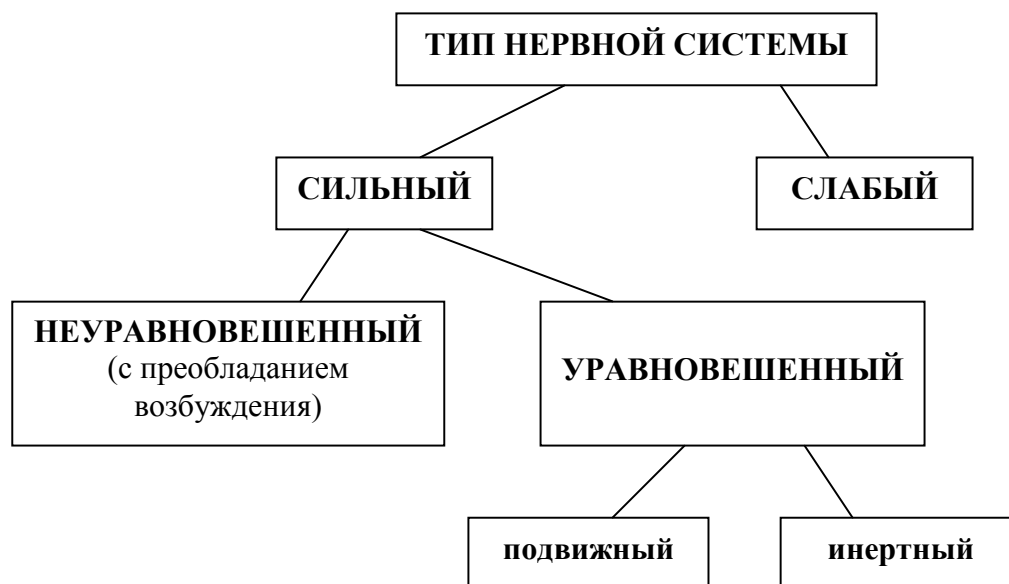 ТИП НЕРВНОЙ СИСТЕМЫ
СИЛЬНЫЙ
СЛАБЫЙ
НЕУРАВНОВЕШЕННЫЙ
(с преобладанием
возбуждения)
УРАВНОВЕШЕННЫЙ
подвижный
инертный